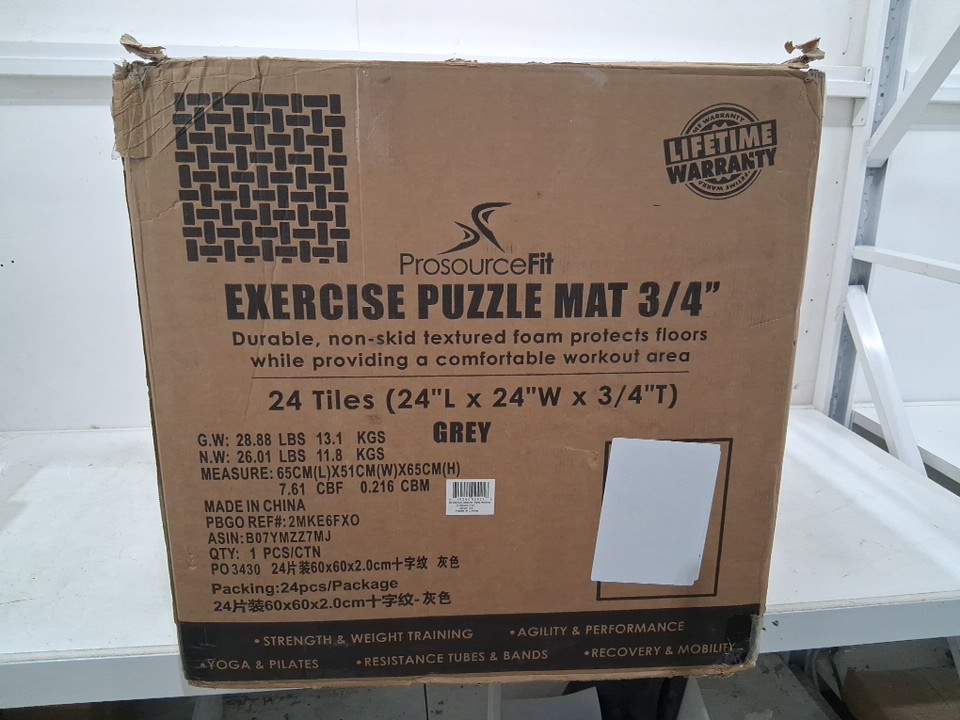 MY WARRANTY
LIFETIME
WARRANTY
ProsourceFit
EXERCISE PUZZLE MAT 3/4"
Durable, non-skid textured foam protects floors
while providing a comfortable workout area
24 Tiles (24"L x 24"W x 3/4"T)
GREY
G.W: 28.88 LBS 13.1 KGS
N.W: 26.01 LBS 11.8 KGS
MEASURE: 65CM(L)X51CM(W)X65CM(H)
7.61 CBF 0.216 CBM
MADE IN CHINA
PBGO REF#: 2MKE6FXO
ASIN: B07YMZZ7MJ
QTY: 1 PCS/CTN
PO3430 24片装60x60x2.0cm十字纹 灰色
Packing:24pcs/Package
24片装60x60x2.0cm十字纹-灰色
•STRENGTH & WEIGHT TRAINING •AGILITY & PERFORMANCE
•YOGA & PILATES •RESISTANCE TUBES & BANDS •RECOVERY & MOBILITY